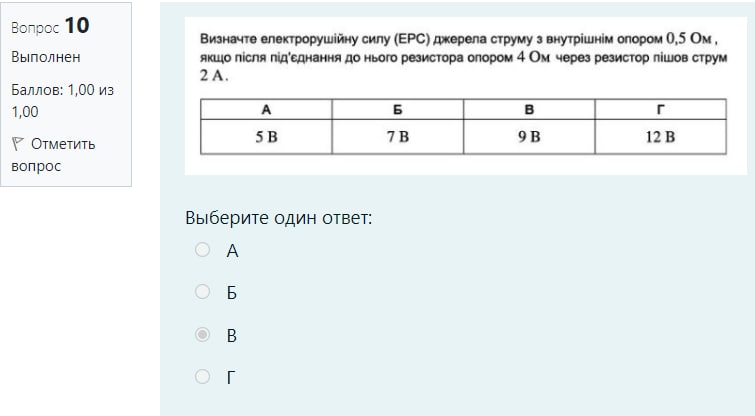 Вопрос 10
Выполнен
Баллов: 1,00 из
1,00
Отметить
вопрос
Визначте електрорушійну силу (ЕРС) джерела струму з внутрішнім опором 0,5 Ом,
якщо після під'єднання до нього резистора опором 4 Ом через резистор пішов струм
2 А.
А Б В Г
5 В 7 В 9 В 12 В
Выберите один ответ:
А
Б
В
Г